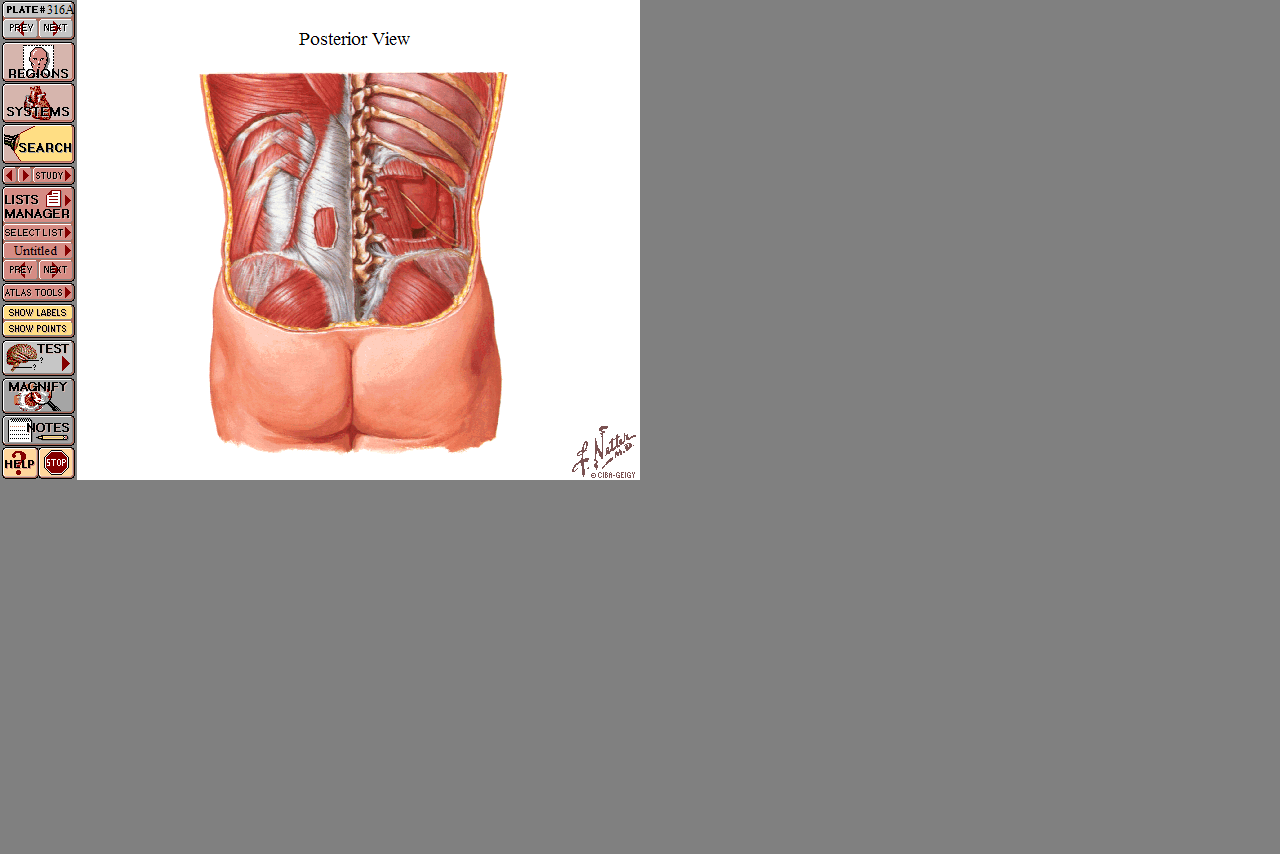 PLATE# 316A
PREV NEXT
REGIONS
SYSTEMS
SEARCH
STUDY
LISTS
MANAGER
SELECT LIST
Untitled
PREV NEXT
ATLAS TOOLS
SHOW LABELS
SHOW POINTS
TEST
? ?
MAGNIFY
NOTES
HELP ? STOP
Posterior View
F. Netter
M.D.
© CIBA-GEIGY